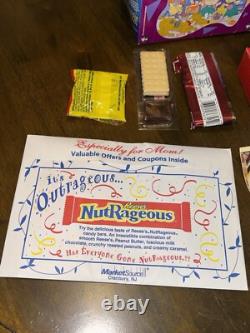 Especially for Mom!
Valuable Offers and Coupons Inside
it's
Outrageous...
Reese's
NutRageous
Try the delicious taste of Reese's NutRageous
candy bars. An irresistible combination of
smooth Reese's Peanut Butter, luscious milk
chocolate, crunchy roasted peanuts, and creamy caramel.
Has Everyone Gone NutRageous.?!
MarketSource
Cranbury, NJ